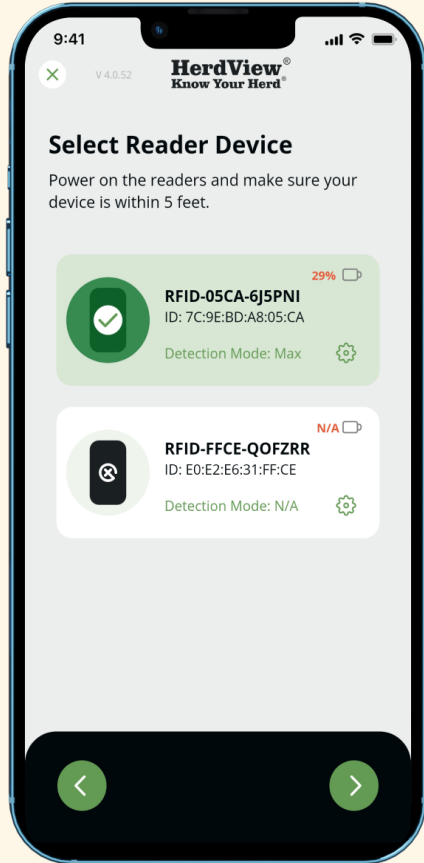 9:41
V 4.0.52
HerdView®
Know Your Herd®
Select Reader Device
Power on the readers and make sure your
device is within 5 feet.
29%
RFID-05CA-6J5PNI
ID: 7C:9E:BD:A8:05:CA
Detection Mode: Max
N/A
RFID-FFCE-QOFZRR
ID: E0:E2:E6:31:FF:CE
Detection Mode: N/A